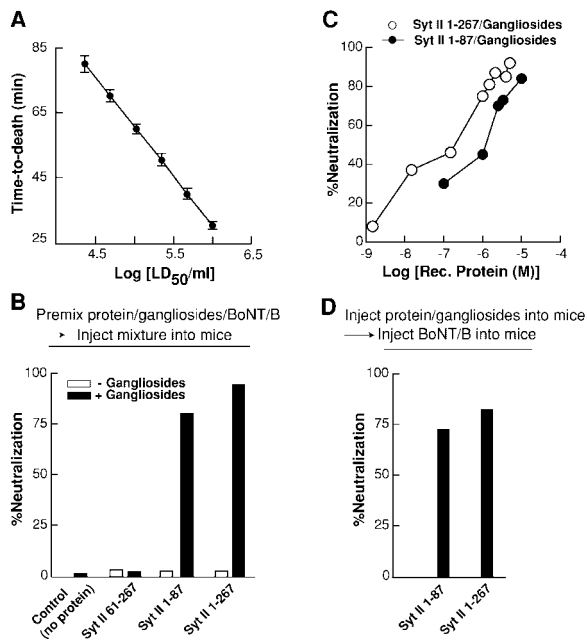 A
Time-to-death (min)
85
65
45
25
4.5
5.0
5.5
6.0
6.5
Log [LD50/ml]
C
Syt II 1-267/Gangliosides
Syt II 1-87/Gangliosides
%Neutralization
100
80
60
40
20
0
-9
-8
-7
-6
-5
-4
Log [Rec. Protein (M)]
B
Premix protein/gangliosides/BoNT/B
Inject mixture into mice
- Gangliosides
+ Gangliosides
%Neutralization
100
75
50
25
0
Control
(no protein)
Syt II 61-267
Syt II 1-87
Syt II 1-267
D
Inject protein/gangliosides into mice
Inject BoNT/B into mice
%Neutralization
100
75
50
25
0
Syt II 1-87
Syt II 1-267